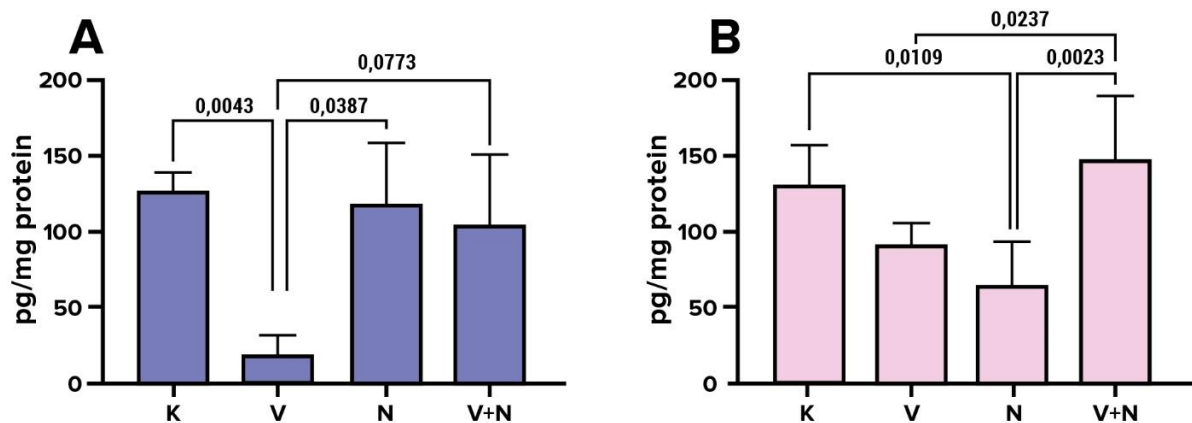 A
0,0773
0,0043
0,0387
200
150
100
50
0
pg/mg protein
K
V
N
V+N
B
0,0237
0,0109
0,0023
200
150
100
50
0
pg/mg protein
K
V
N
V+N